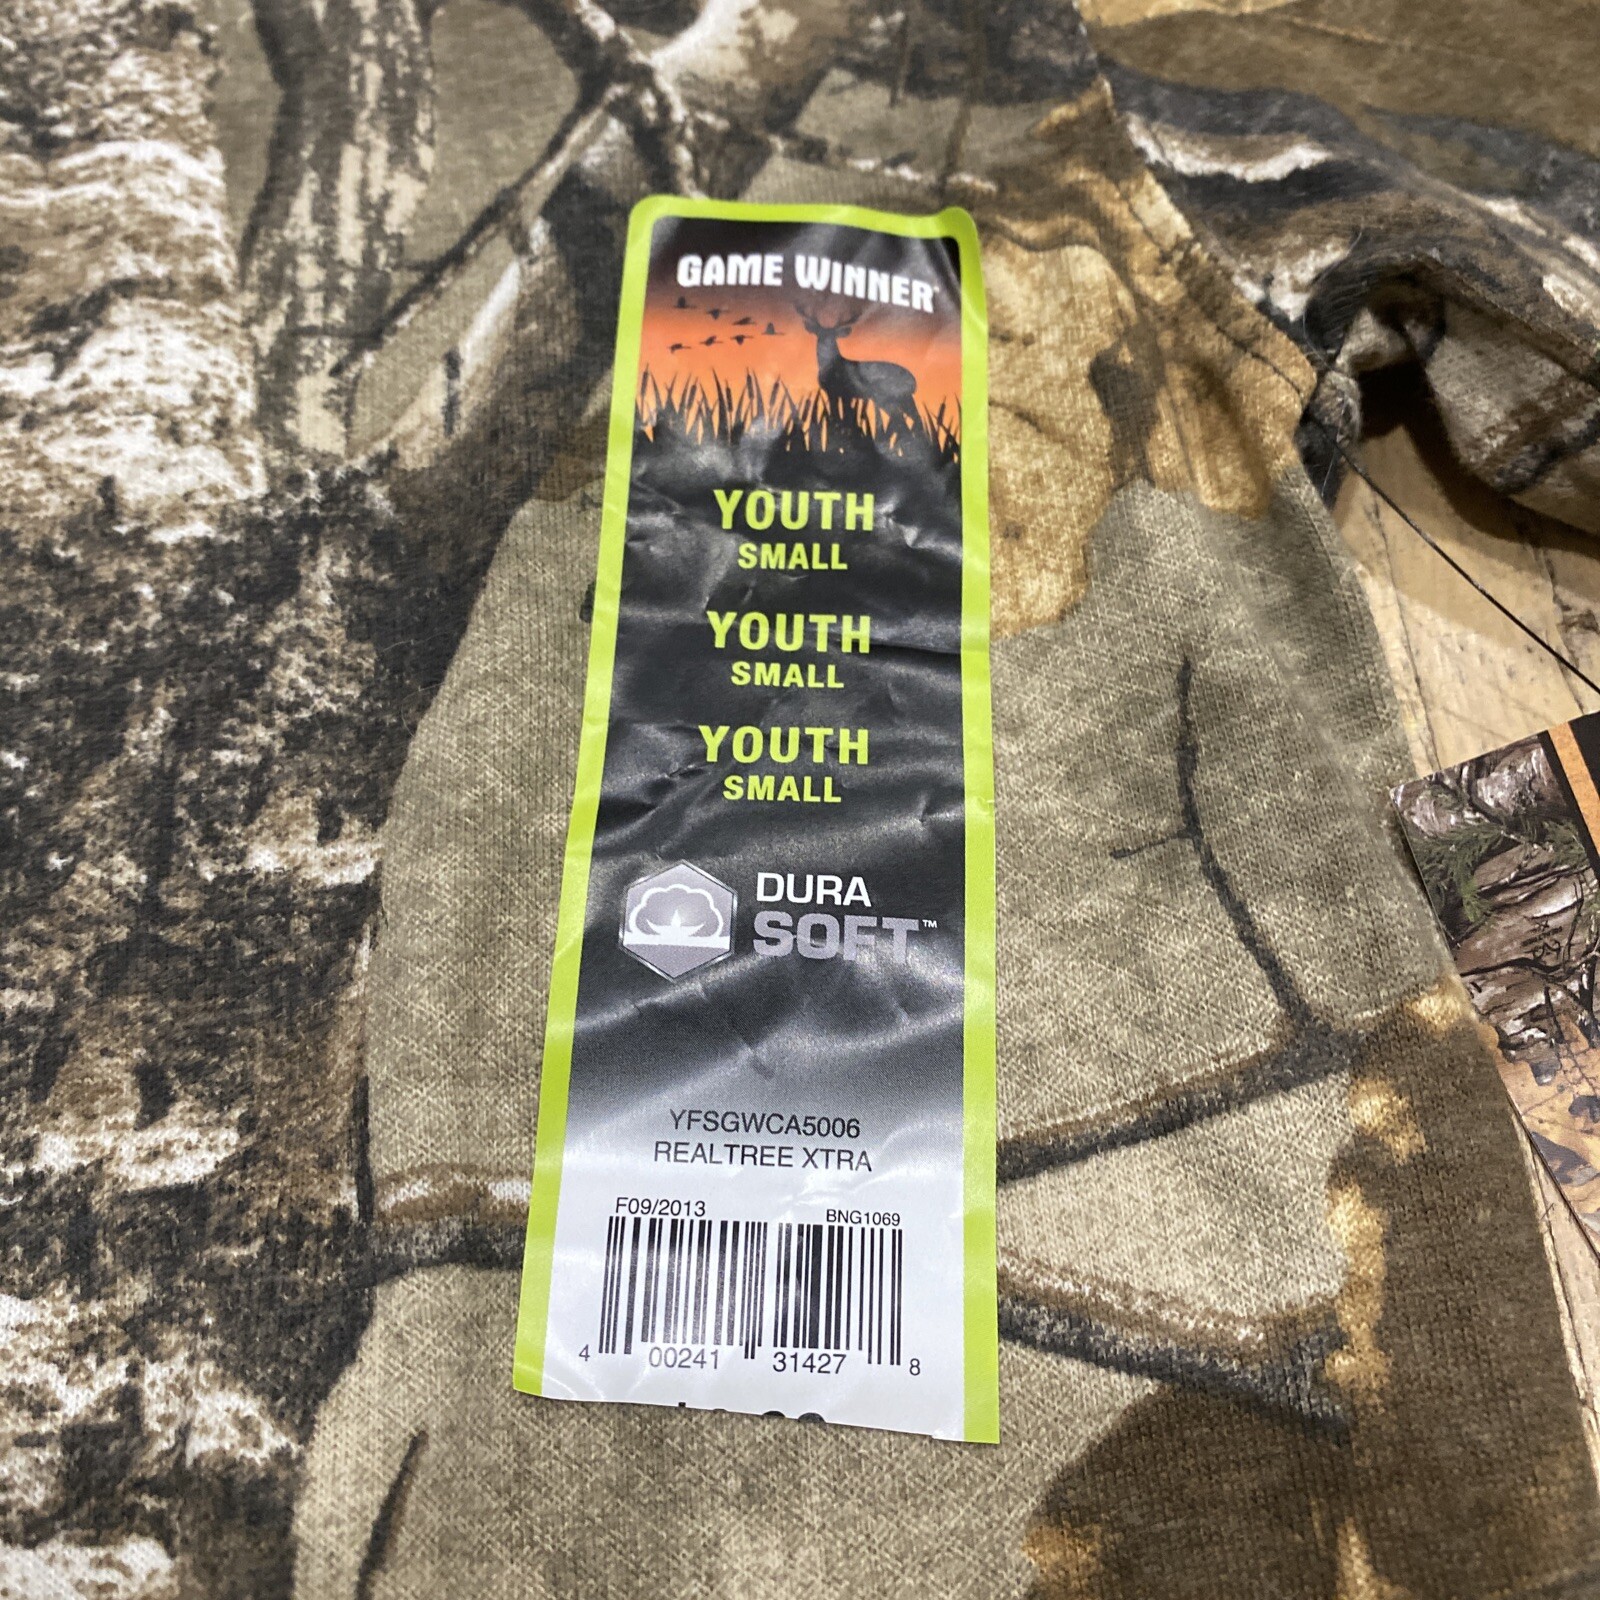 GAME WINNER
YOUTH
SMALL
YOUTH
SMALL
YOUTH
SMALL
DURA
SOFT™
YFSGWCA5006
REALTREE XTRA
F09/2013 BNG1069
4 00241 31427 8